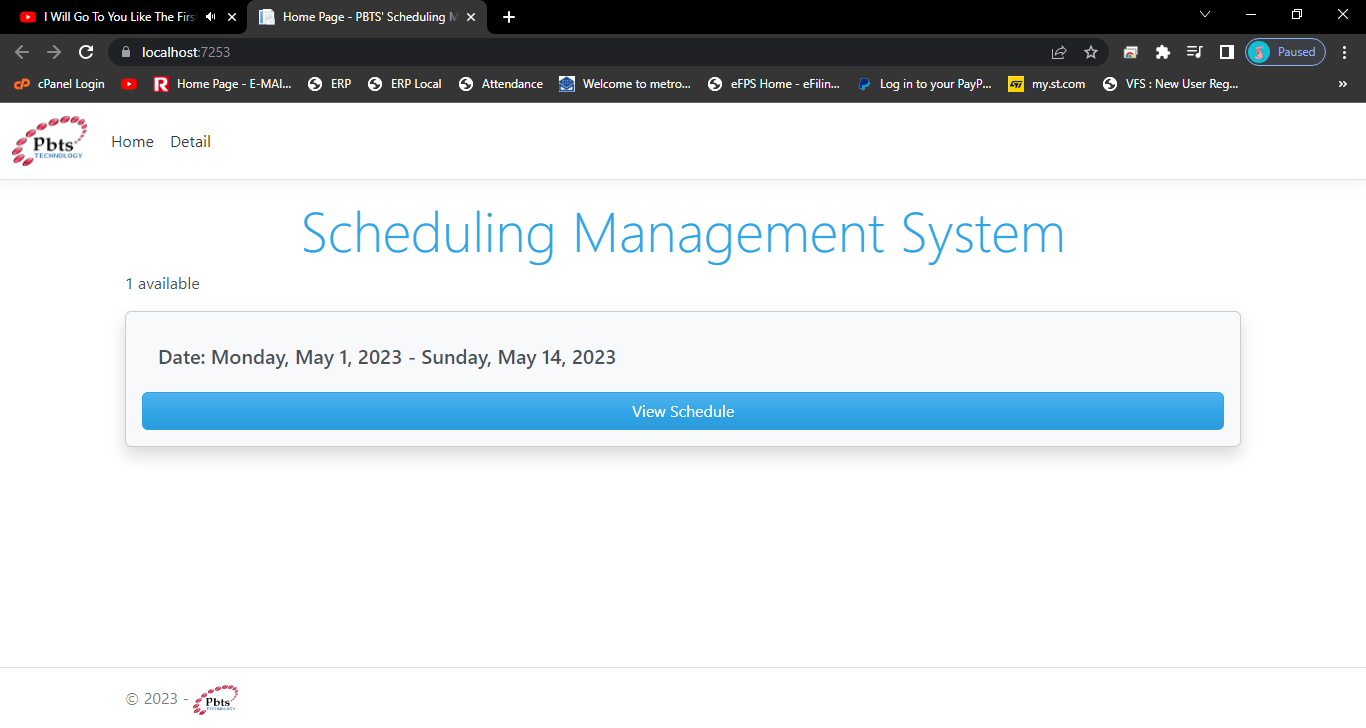 I Will Go To You Like The Firs
Home Page - PBTS' Scheduling M
localhost:7253
Paused
cPanel Login
Home Page - E-MAI...
ERP
ERP Local
Attendance
Welcome to metro...
eFPS Home - eFilin...
Log in to your PayP...
my.st.com
VFS : New User Reg...
»
Pbts
TECHNOLOGY
Home
Detail
Scheduling Management System
1 available
Date: Monday, May 1, 2023 - Sunday, May 14, 2023
View Schedule
© 2023 -
Pbts
TECHNOLOGY